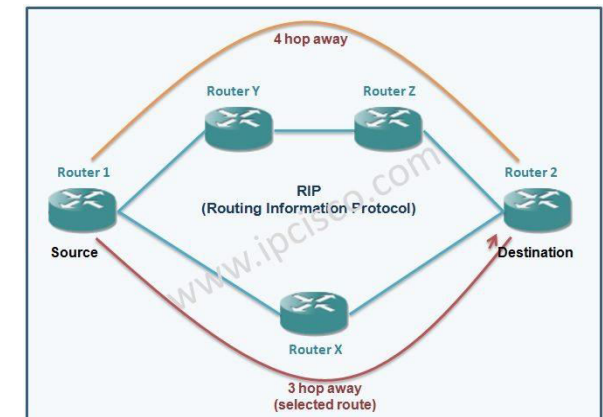 4 hop away
Router Y
Router Z
Router 1
Router 2
RIP
(Routing Information Protocol)
Source
Destination
www.ipcisco.com
Router X
3 hop away
(selected route)